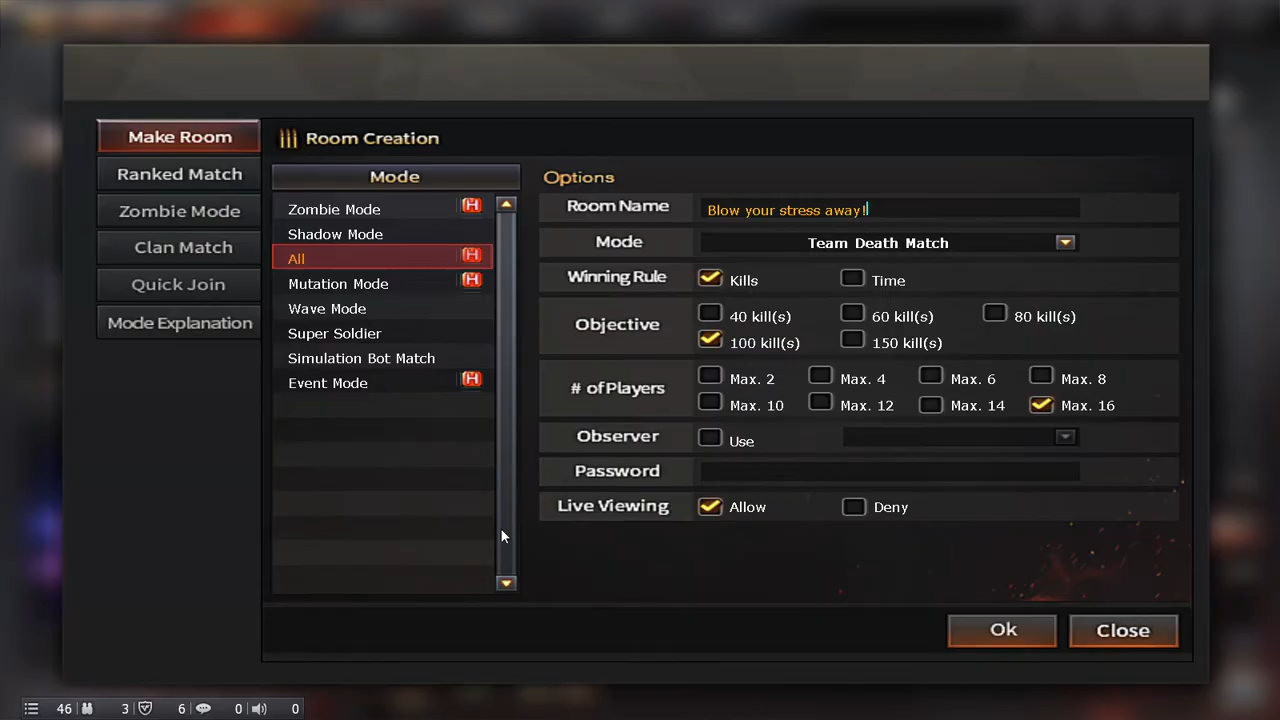 Make Room
Ranked Match
Zombie Mode
Clan Match
Quick Join
Mode Explanation
Room Creation
Mode
Zombie Mode H
Shadow Mode
All H
Mutation Mode H
Wave Mode
Super Soldier
Simulation Bot Match
Event Mode H
Options
Room Name Blow your stress away!
Mode Team Death Match
Winning Rule Kills Time
Objective 40 kill(s) 60 kill(s) 80 kill(s)
100 kill(s) 150 kill(s)
# of Players Max. 2 Max. 4 Max. 6 Max. 8
Max. 10 Max. 12 Max. 14 Max. 16
Observer Use
Password
Live Viewing Allow Deny
Ok Close
46 3 6 0 0